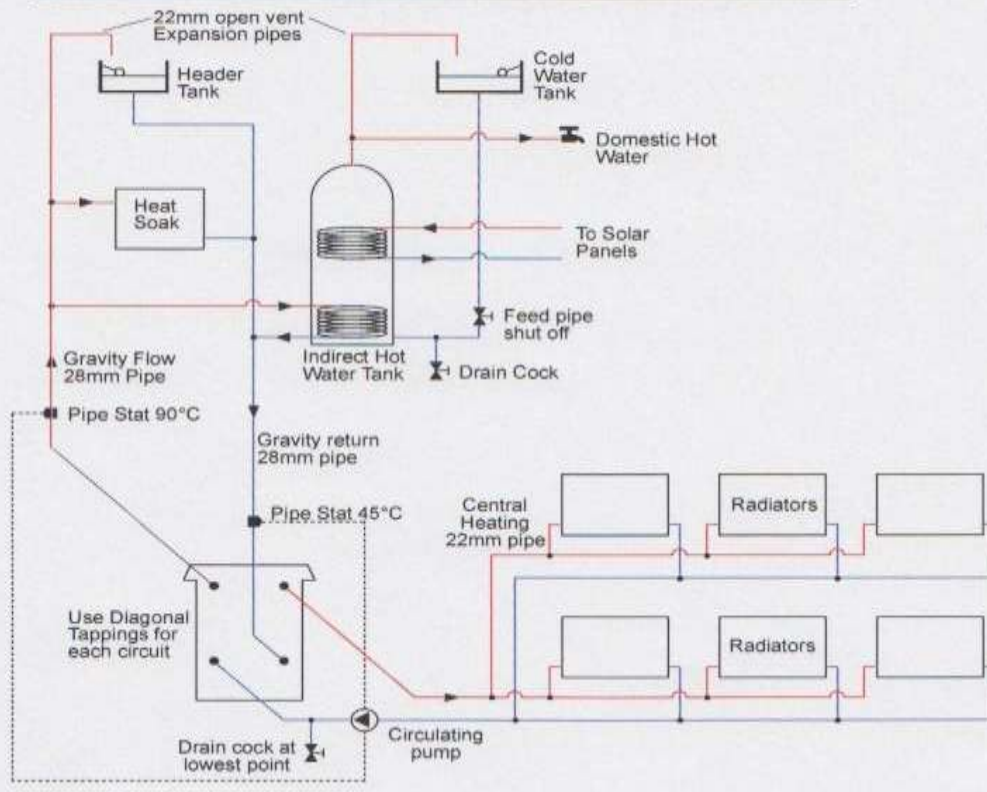 22mm open vent
Expansion pipes
Header
Tank
Cold
Water
Tank
Domestic Hot
Water
Heat
Soak
To Solar
Panels
Feed pipe
shut off
Indirect Hot
Water Tank
Drain Cock
Gravity Flow
28mm Pipe
Pipe Stat 90°C
Gravity return
28mm pipe
Pipe Stat 45°C
Central
Heating
22mm pipe
Radiators
Use Diagonal
Tappings for
each circuit
Radiators
Circulating
pump
Drain cock at
lowest point